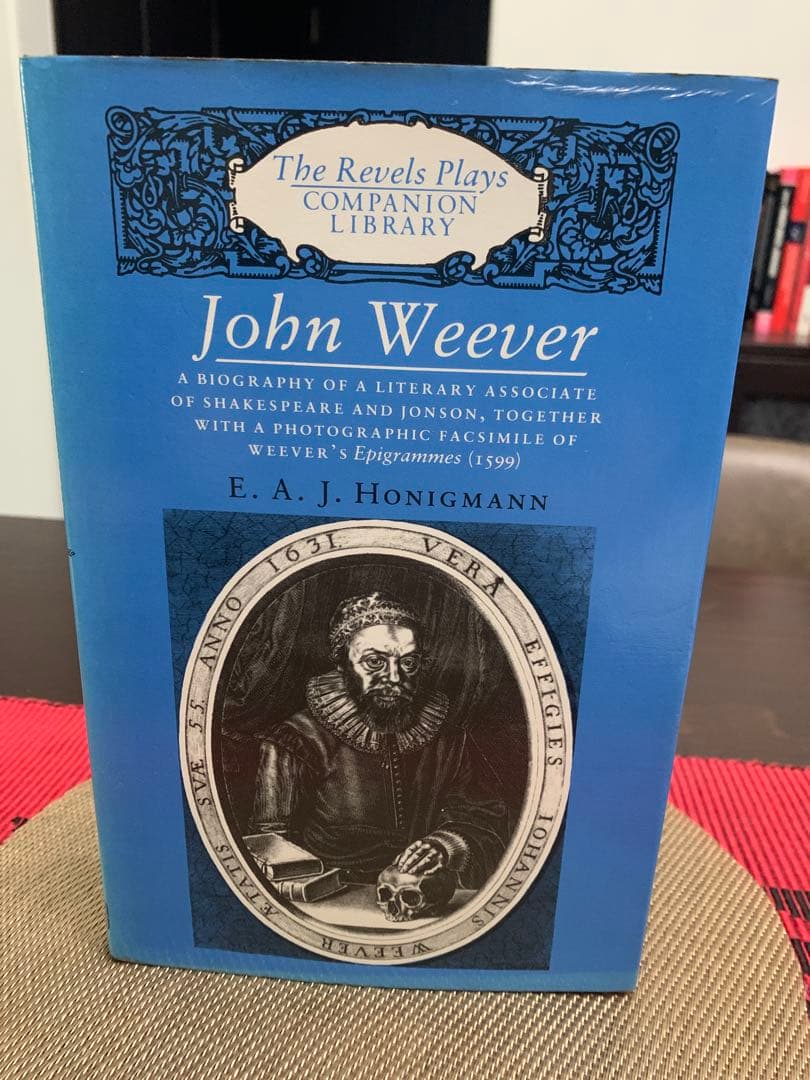 The Revels Plays
COMPANION
LIBRARY
John Weever
A BIOGRAPHY OF A LITERARY ASSOCIATE
OF SHAKESPEARE AND JONSON, TOGETHER
WITH A PHOTOGRAPHIC FACSIMILE OF
WEEVER'S Epigrammes (1599)
E. A. J. HONIGMANN
VERA EFFIGIES IOHANNIS WEEVER ÆTATIS SVÆ 55. ANNO 1631.